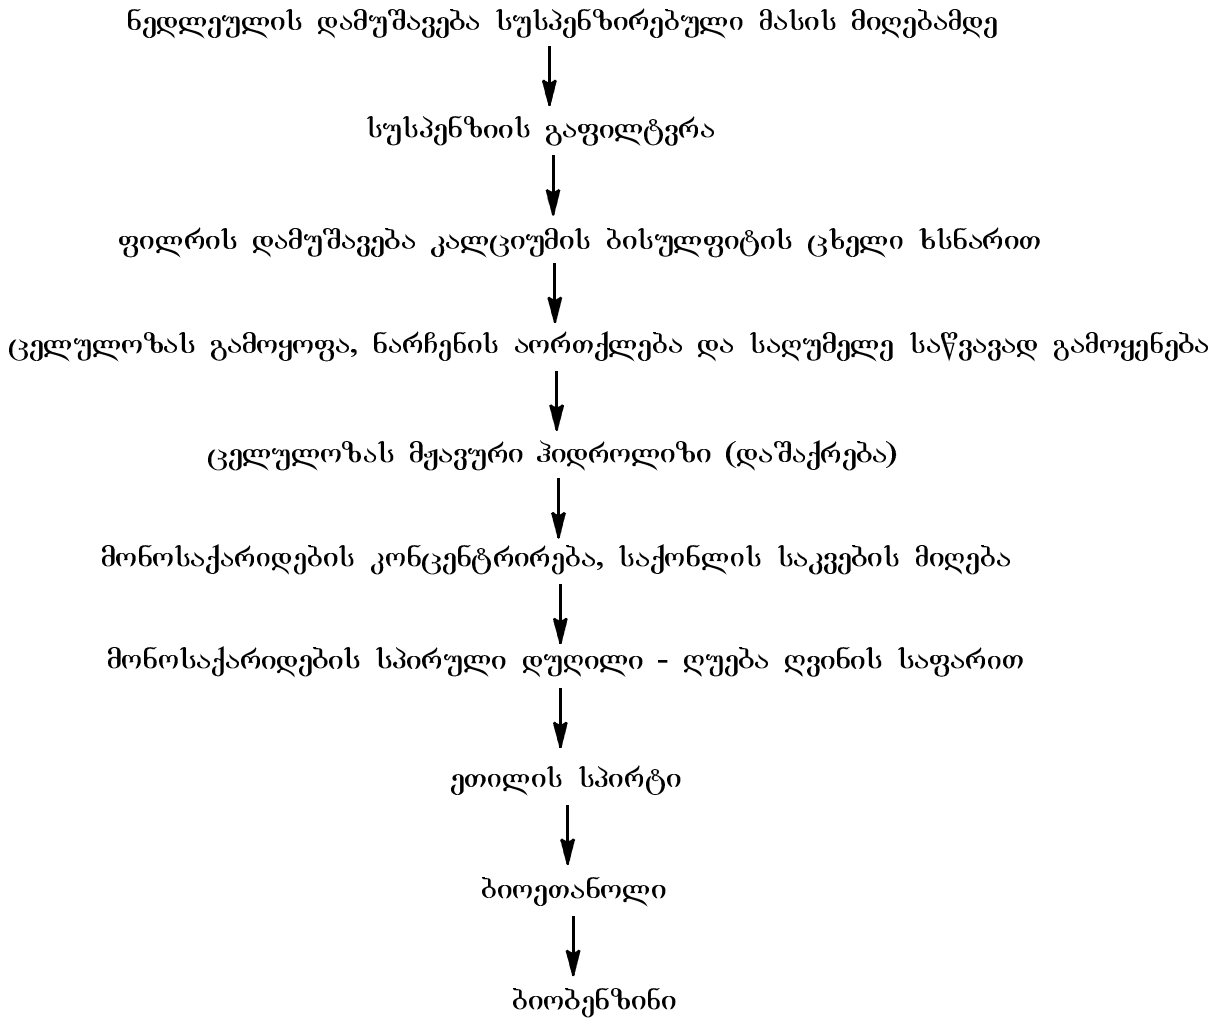 ნედლეულის დამუშავება სუსპენზირებული მასის მიღებამდე
სუსპენზიის გაფილტვრა
ფილრის დამუშავება კალციუმის ბისულფიტის ცხელი ხსნარით
ცელულოზას გამოყოფა, ნარჩენის აორთქლება და საღუმელე საწვავად გამოყენება
ცელულოზას მჟავური ჰიდროლიზი (დაშაქრება)
მონოსაქარიდების კონცენტრირება, საქონლის საკვების მიღება
მონოსაქარიდების სპირული დუღილი - ღუება ღვინის საფარით
ეთილის სპირტი
ბიოეთანოლი
ბიობენზინი